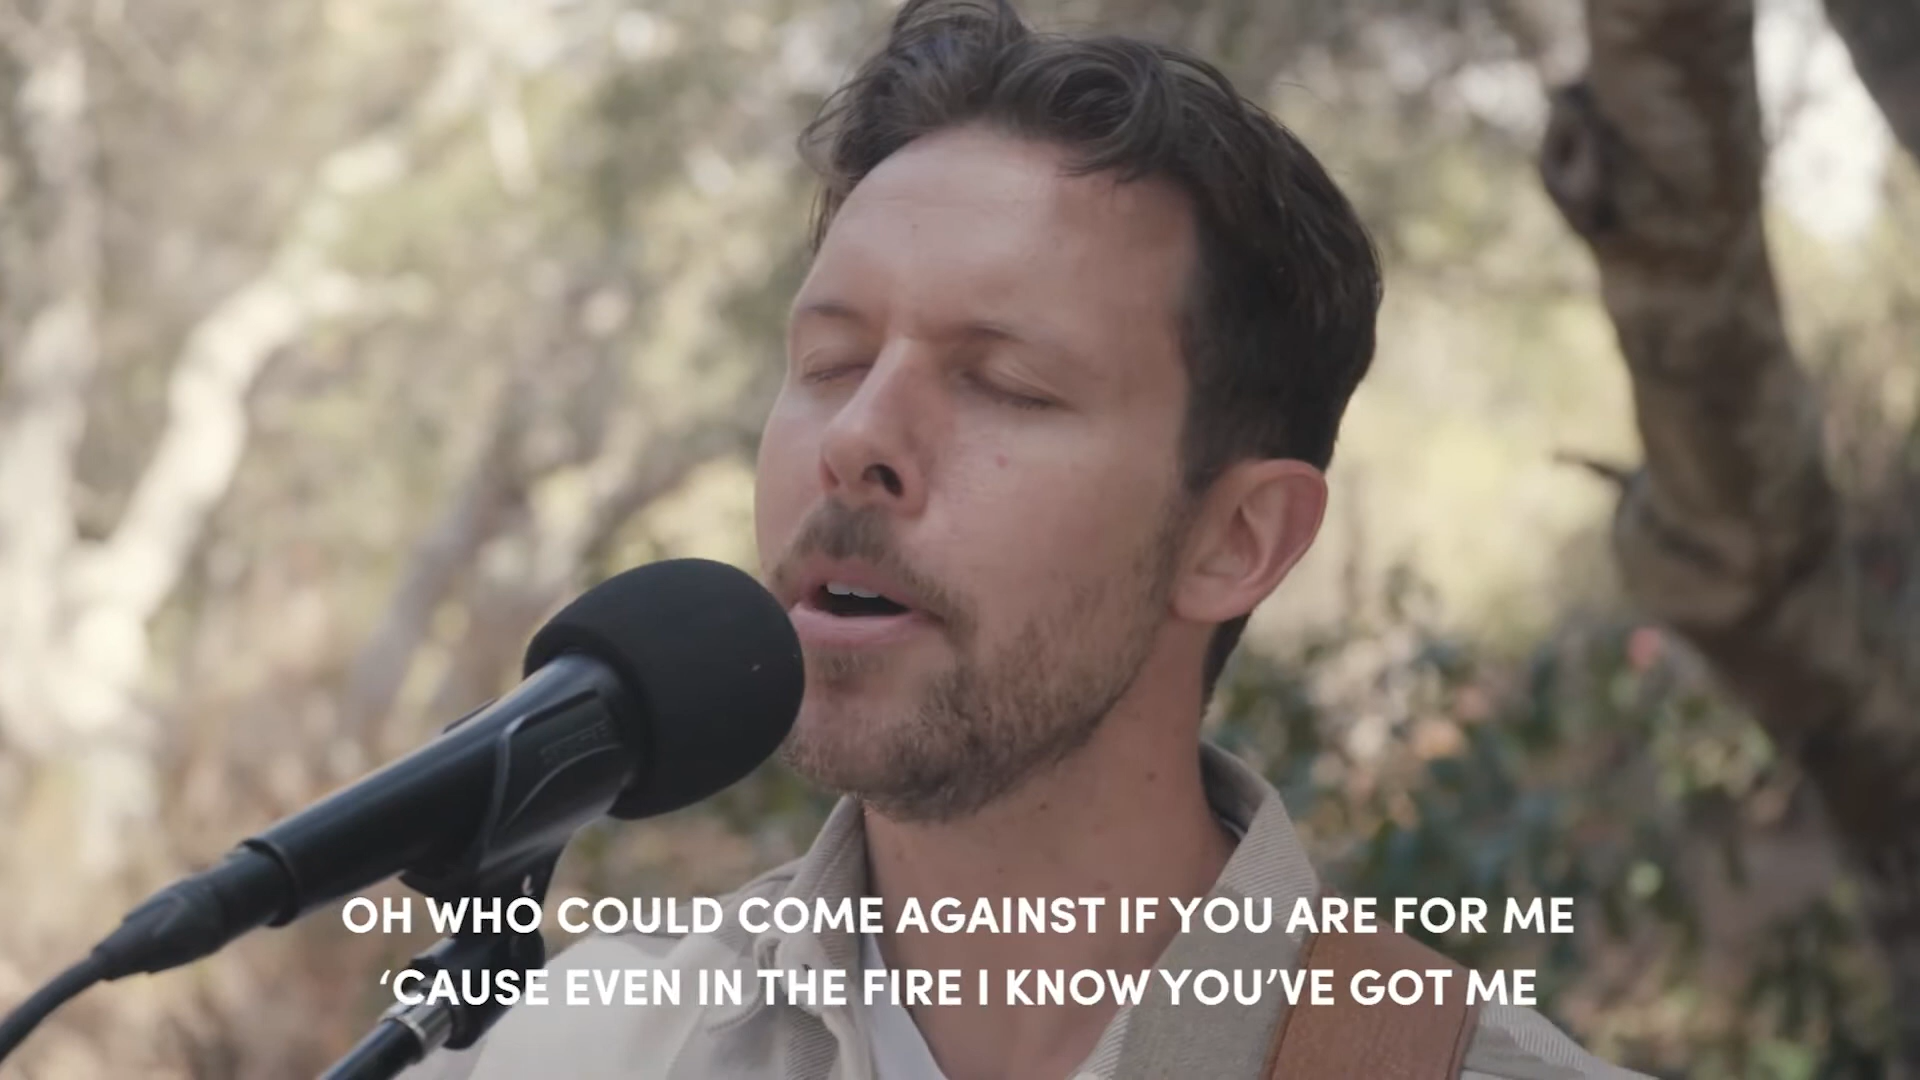 OH WHO COULD COME AGAINST IF YOU ARE FOR ME
‘CAUSE EVEN IN THE FIRE I KNOW YOU’VE GOT ME